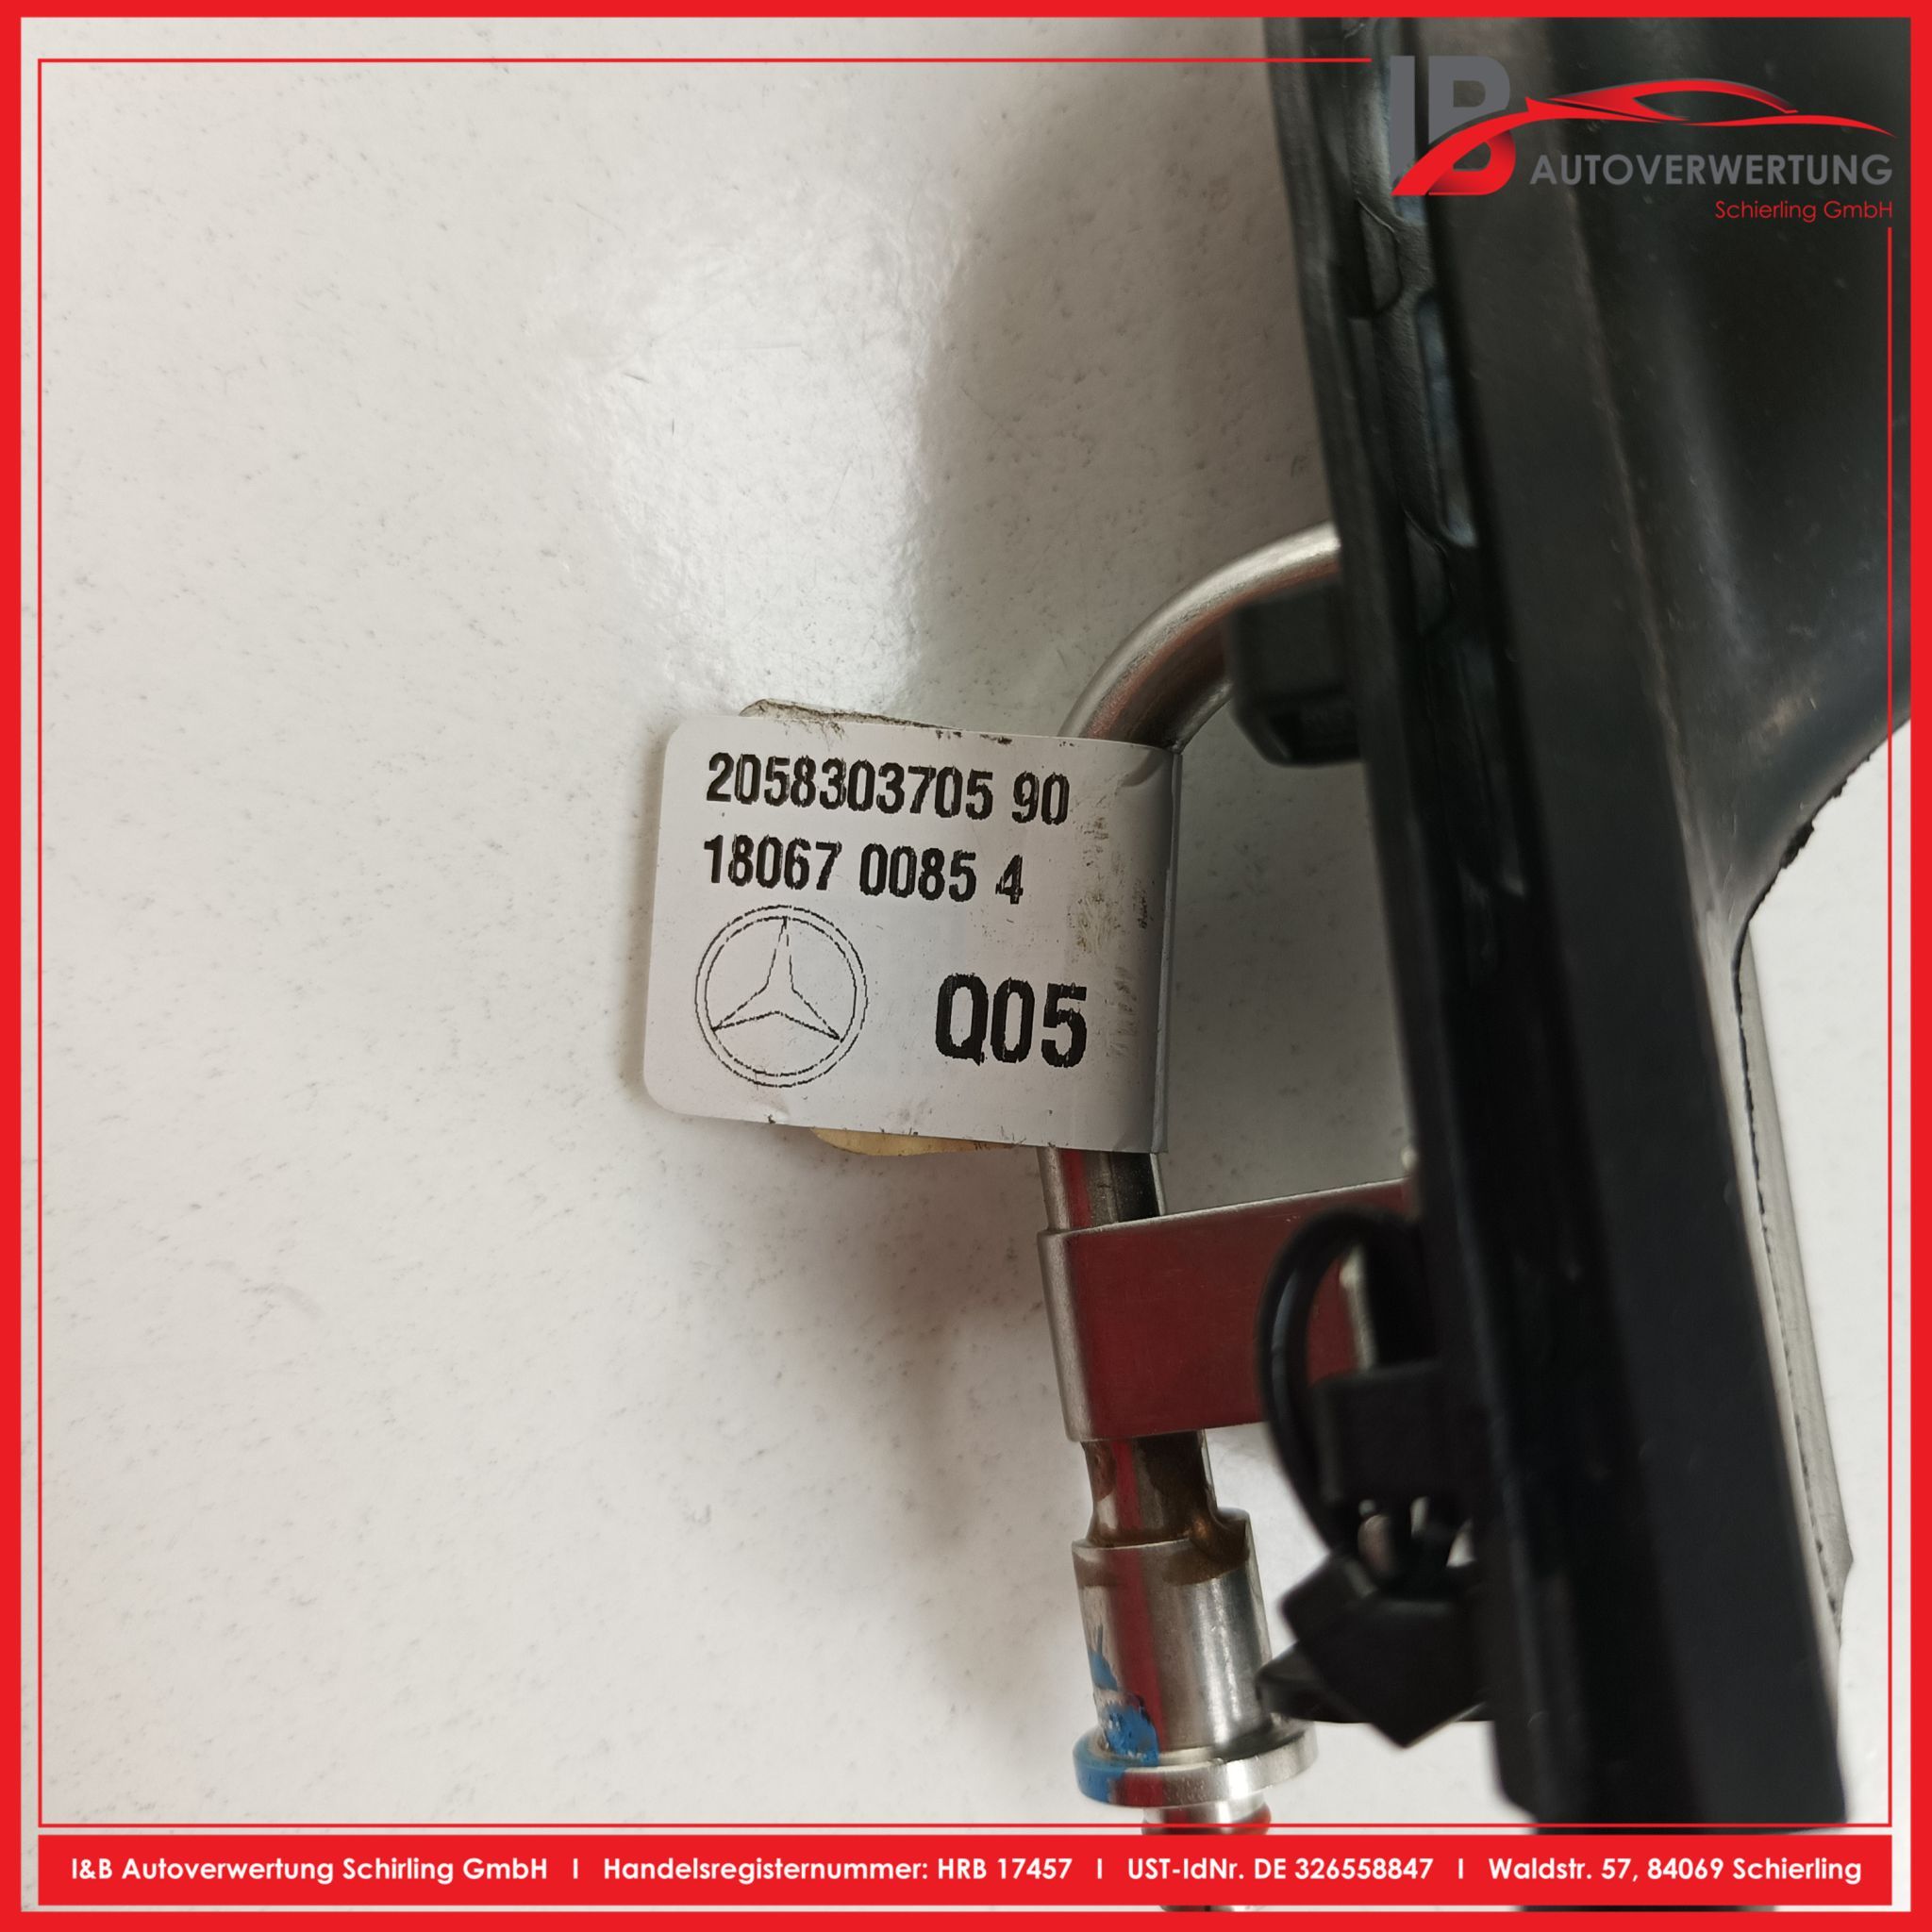 IB
AUTOVERWERTUNG
Schierling GmbH
2058303705 90
18067 0085 4
Q05
I&B Autoverwertung Schirling GmbH I Handelsregisternummer: HRB 17457 I UST-IdNr. DE 326558847 I Waldstr. 57, 84069 Schierling